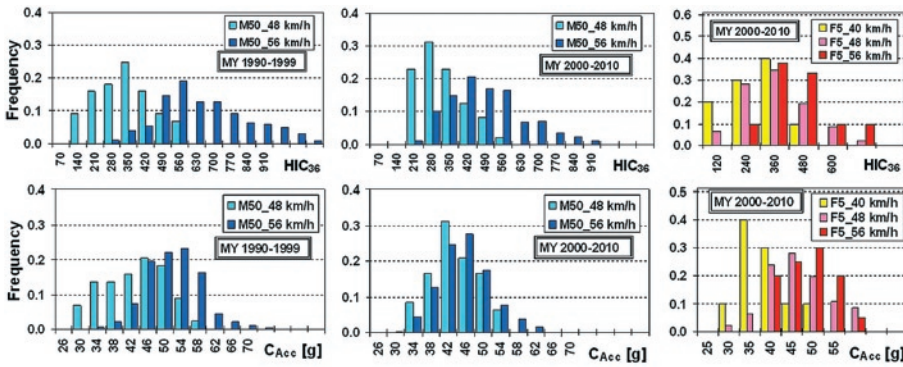 0.4
0.3
0.2
0.1
0.0
Frequency
M50_48 km/h
M50_56 km/h
MY 1990-1999
70 140 210 280 350 420 490 560 630 700 770 840 910 HIC36
0.4
0.3
0.2
0.1
0.0
M50_48 km/h
M50_56 km/h
MY 2000-2010
70 140 210 280 350 420 490 560 630 700 770 840 910 HIC36
0.6
0.5
0.4
0.3
0.2
0.1
0.0
MY 2000-2010
F5_40 km/h
F5_48 km/h
F5_56 km/h
120 240 360 480 600 HIC36
0.4
0.3
0.2
0.1
0.0
Frequency
M50_48 km/h
M50_56 km/h
MY 1990-1999
26 30 34 38 42 46 50 54 58 62 66 70 CAcc [g]
0.4
0.3
0.2
0.1
0.0
M50_48 km/h
M50_56 km/h
MY 2000-2010
26 30 34 38 42 46 50 54 58 62 66 70 CAcc [g]
0.5
0.4
0.3
0.2
0.1
0.0
MY 2000-2010
F5_40 km/h
F5_48 km/h
F5_56 km/h
25 30 35 40 45 50 55 CAcc [g]